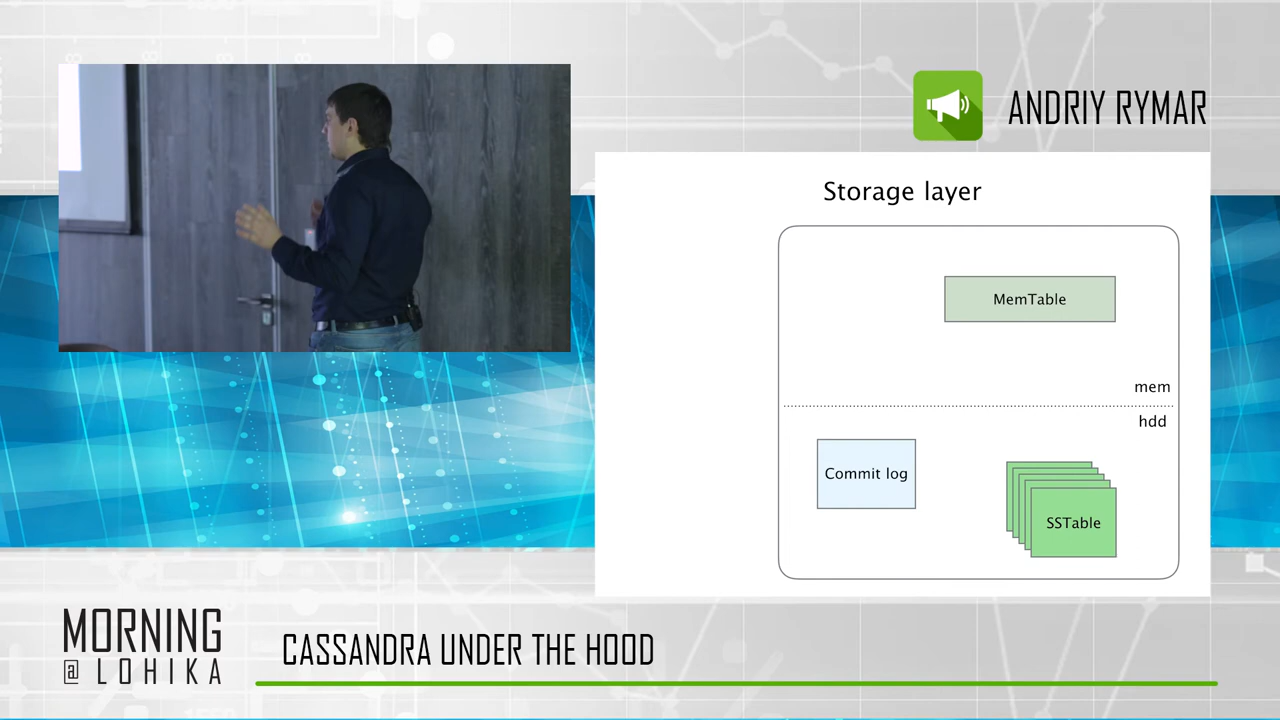 ANDRIY RYMAR
Storage layer
MemTable
mem
hdd
Commit log
SSTable
MORNING
@ LOHIKA
CASSANDRA UNDER THE HOOD